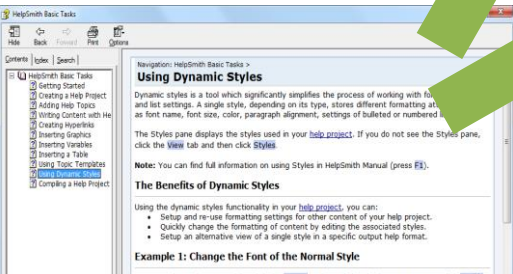 HelpSmith Basic Tasks
Hide Back Forward Print Options
Contents Index Search
HelpSmith Basic Tasks
Getting Started
Creating a Help Project
Adding Help Topics
Writing Content with He
Creating Hyperlinks
Inserting Graphics
Inserting Variables
Inserting a Table
Using Topic Templates
Using Dynamic Styles
Compiling a Help Project
Navigation: HelpSmith Basic Tasks >
Using Dynamic Styles
Dynamic styles is a tool which significantly simplifies the process of working with
and list settings. A single style, depending on its type, stores different formatting
as font name, font size, color, paragraph alignment, settings of bulleted or numbered
The Styles pane displays the styles used in your help project. If you do not see the Styles pane,
click the View tab and then click Styles.
Note: You can find full information on using Styles in HelpSmith Manual (press F1).
The Benefits of Dynamic Styles
Using the dynamic styles functionality in your help project, you can:
• Setup and re-use formatting settings for other content of your help project.
• Quickly change the formatting of content by editing the associated styles.
• Setup an alternative view of a single style in a specific output help format.
Example 1: Change the Font of the Normal Style